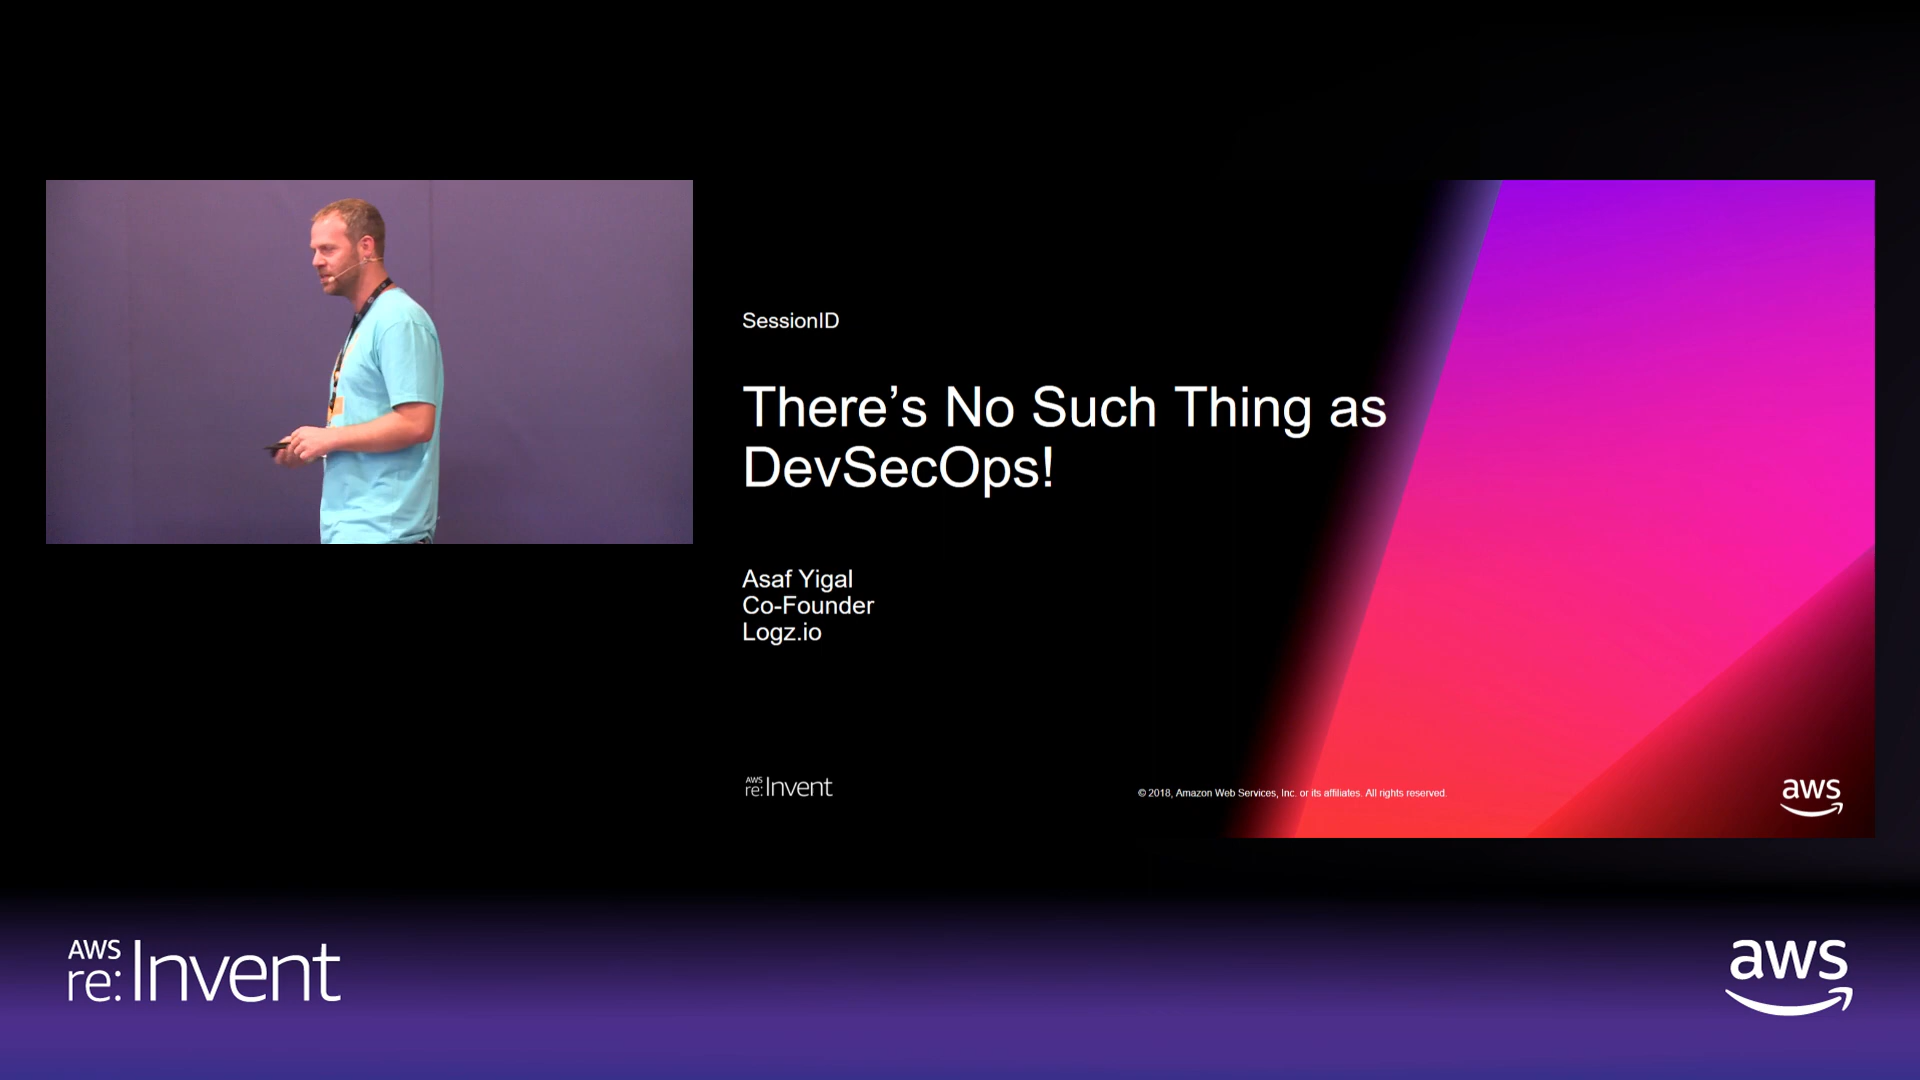 SessionID
There’s No Such Thing as
DevSecOps!
Asaf Yigal
Co-Founder
Logz.io
AWS
re:Invent
© 2018, Amazon Web Services, Inc. or its affiliates. All rights reserved.
aws
AWS
re:Invent
aws